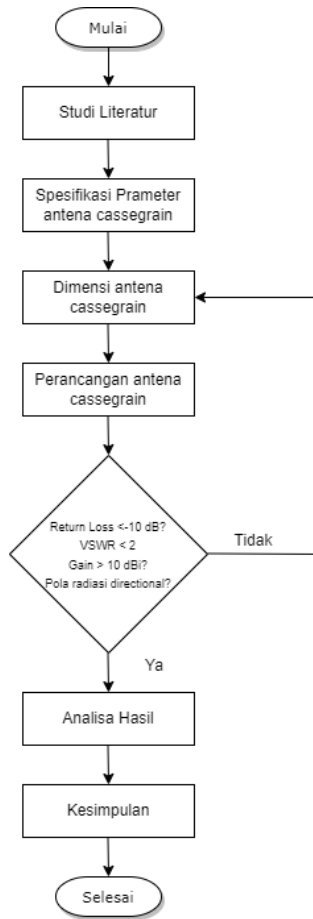 Mulai
Studi Literatur
Spesifikasi Prameter
antena cassegrain
Dimensi antena
cassegrain
Perancangan antena
cassegrain
Return Loss <-10 dB?
VSWR < 2
Gain > 10 dBi?
Pola radiasi directional?
Tidak
Ya
Analisa Hasil
Kesimpulan
Selesai